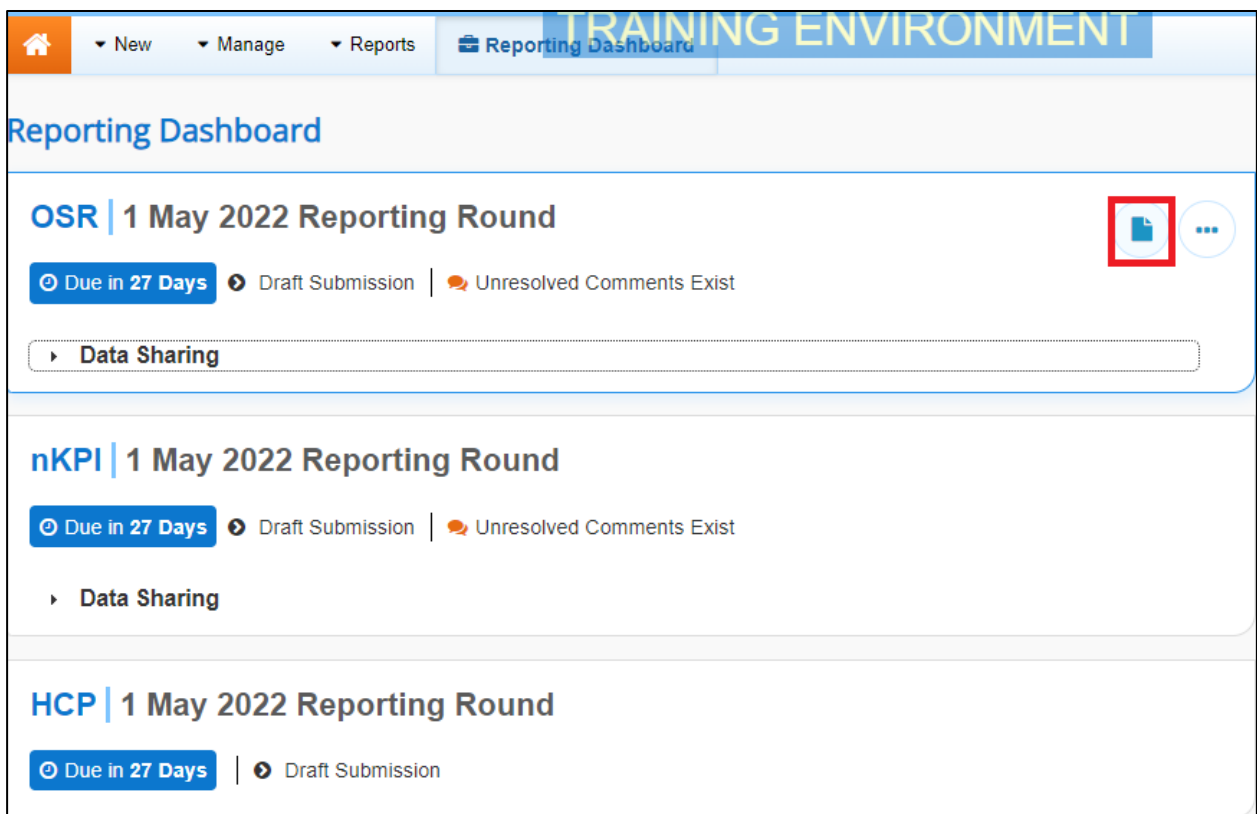 New Manage Reports Reporting Dashboard TRAINING ENVIRONMENT
Reporting Dashboard
OSR | 1 May 2022 Reporting Round
Due in 27 Days Draft Submission | Unresolved Comments Exist
Data Sharing
nKPI | 1 May 2022 Reporting Round
Due in 27 Days Draft Submission | Unresolved Comments Exist
Data Sharing
HCP | 1 May 2022 Reporting Round
Due in 27 Days | Draft Submission